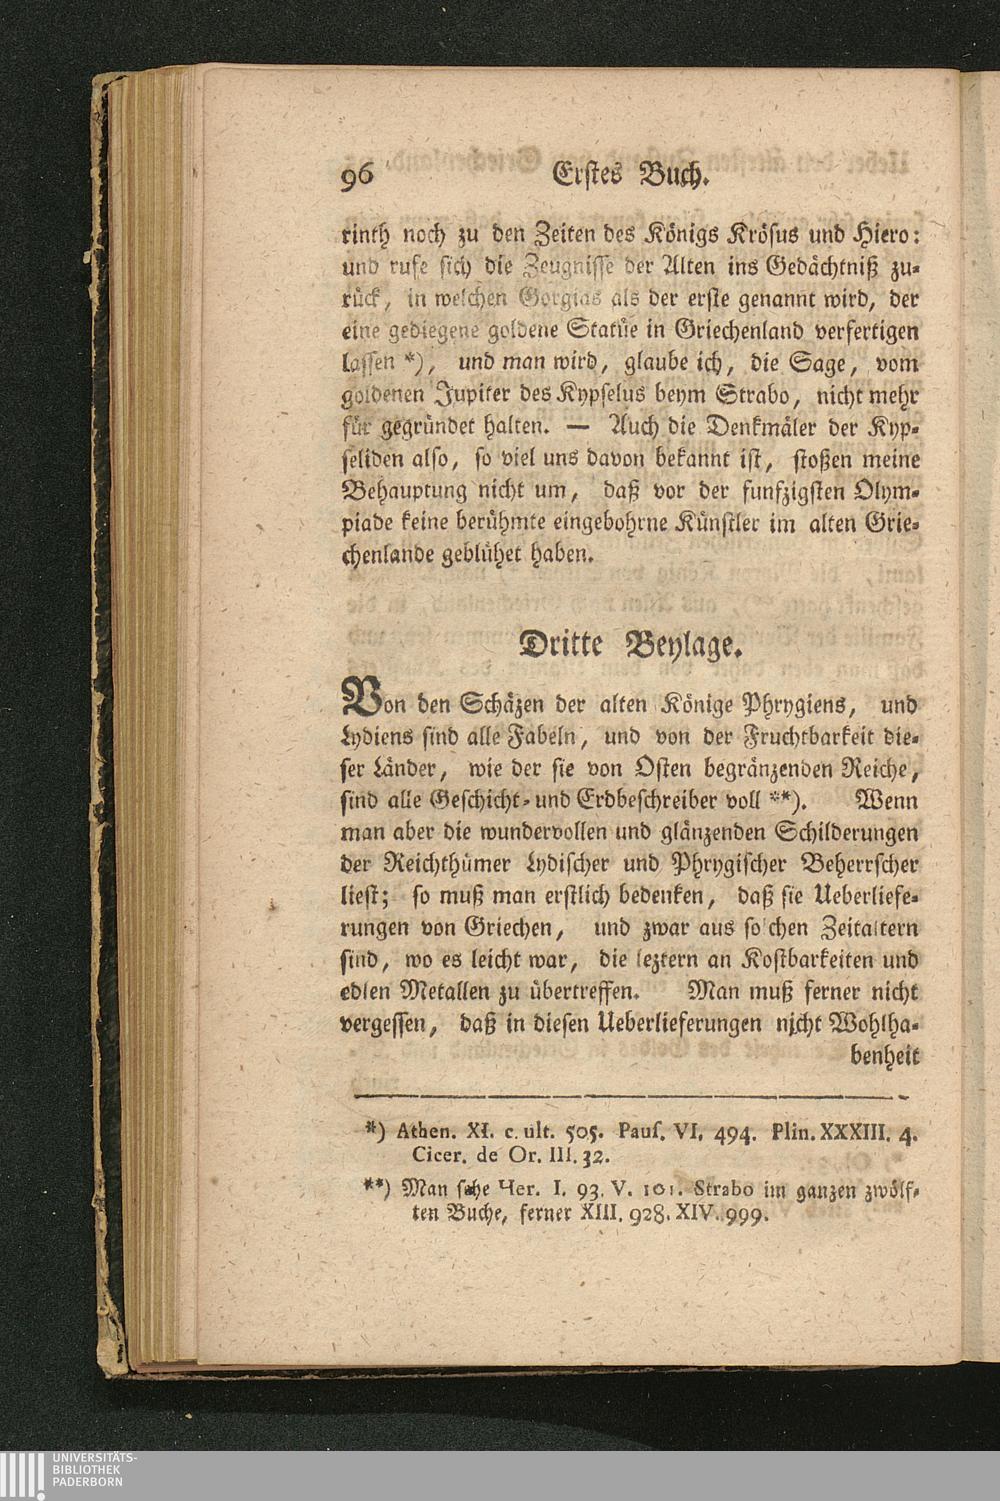 96 Erstes Buch.
rinth noch zu den Zeiten des Königs Krösus und Hiero:
und rufe sich die Zeugnisse der Alten ins Gedächtniß zu-
rück, in welchen Gorgias als der erste genannt wird, der
eine gediegene goldene Statüe in Griechenland verfertigen
lassen *), und man wird, glaube ich, die Sage, vom
goldenen Jupiter des Kypselus beym Strabo, nicht mehr
für gegründet halten. — Auch die Denkmäler der Kyp-
seliden also, so viel uns davon bekannt ist, stoßen meine
Behauptung nicht um, daß vor der funfzigsten Olym-
piade keine berühmte eingebohrne Künstler im alten Grie-
chenlande geblühet haben.
Dritte Beylage.
Von den Schäzen der alten Könige Phrygiens, und
Lydiens sind alle Fabeln, und von der Fruchtbarkeit die-
ser Länder, wie der sie von Osten begränzenden Reiche,
sind alle Geschicht- und Erdbeschreiber voll **). Wenn
man aber die wundervollen und glänzenden Schilderungen
der Reichthümer Lydischer und Phrygischer Beherrscher
liest; so muß man erstlich bedenken, daß sie Ueberliefe-
rungen von Griechen, und zwar aus solchen Zeitaltern
sind, wo es leicht war, die leztern an Kostbarkeiten und
edlen Metallen zu übertreffen. Man muß ferner nicht
vergessen, daß in diesen Ueberlieferungen nicht Wohlha-
benheit
*) Athen. XI. c. ult. 505. Paus. VI. 494. Plin. XXXIII. 4.
Cicer. de Or. III. 32.
**) Man sehe Her. I. 93. V. 101. Strabo im ganzen zwölf-
ten Buche, ferner XIII. 928. XIV. 999.
UNIVERSITÄTS-
BIBLIOTHEK
PADERBORN